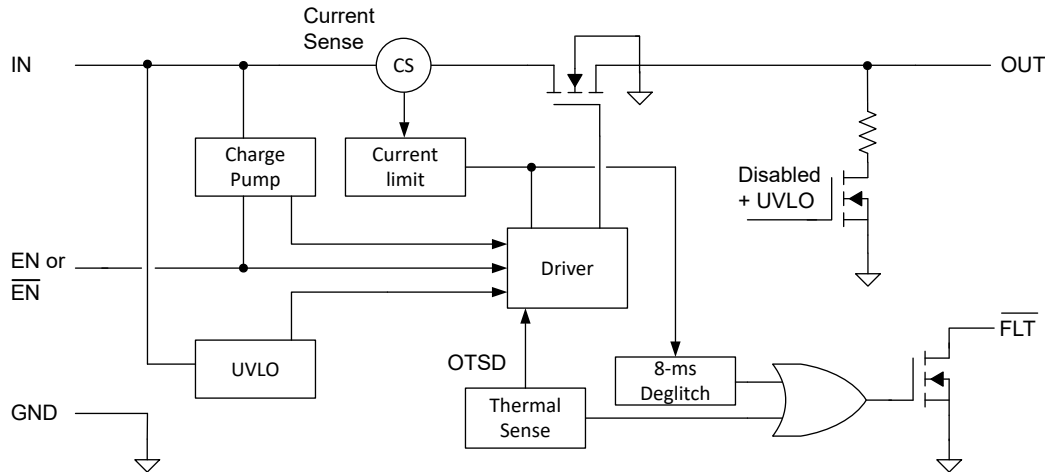 Current
Sense
IN
CS
OUT
Charge
Pump
Current
limit
Disabled
+ UVLO
EN or
EN
Driver
UVLO
OTSD
8-ms
Deglitch
FLT
Thermal
Sense
GND